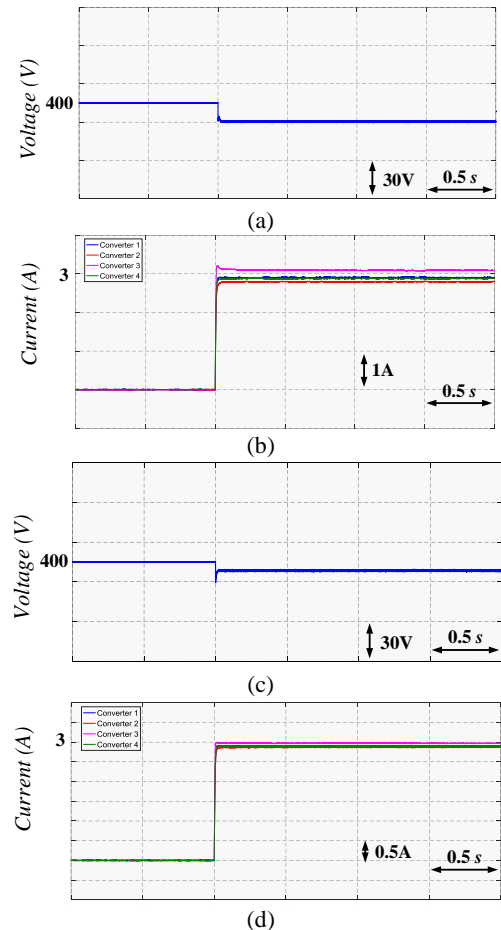 Voltage (V)
400
30V
0.5 s
(a)
Converter 1
Converter 2
Converter 3
Converter 4
Current (A)
3
1A
0.5 s
(b)
Voltage (V)
400
30V
0.5 s
(c)
Converter 1
Converter 2
Converter 3
Converter 4
Current (A)
3
0.5A
0.5 s
(d)